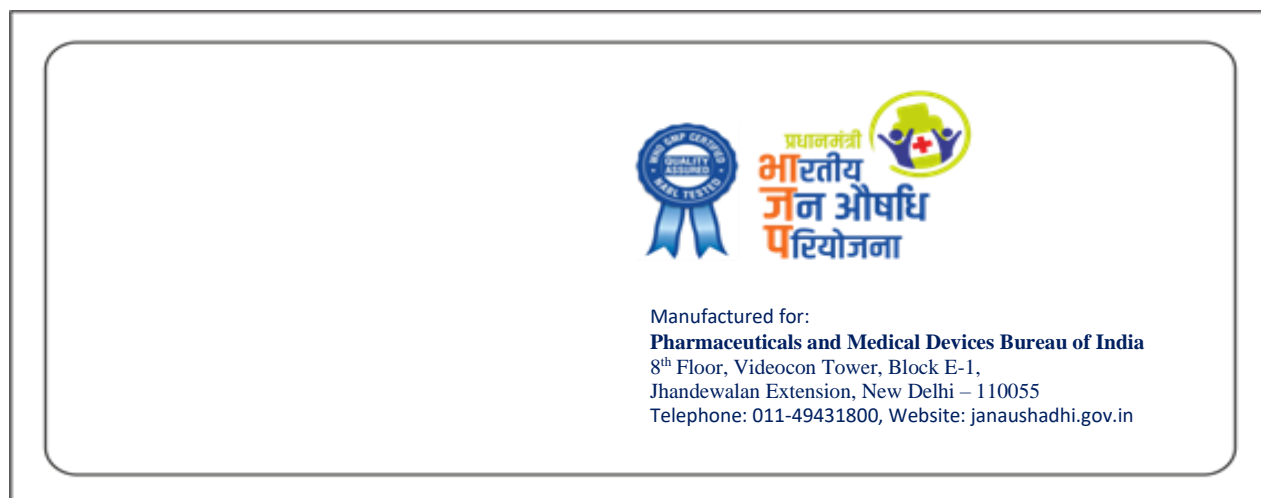 WHO GMP CERTIFIED
QUALITY
ASSURED
NABL TESTED
प्रधानमंत्री
भारतीय
जन औषधि
परियोजना
Manufactured for:
Pharmaceuticals and Medical Devices Bureau of India
8th Floor, Videocon Tower, Block E-1,
Jhandewalan Extension, New Delhi – 110055
Telephone: 011-49431800, Website: janaushadhi.gov.in